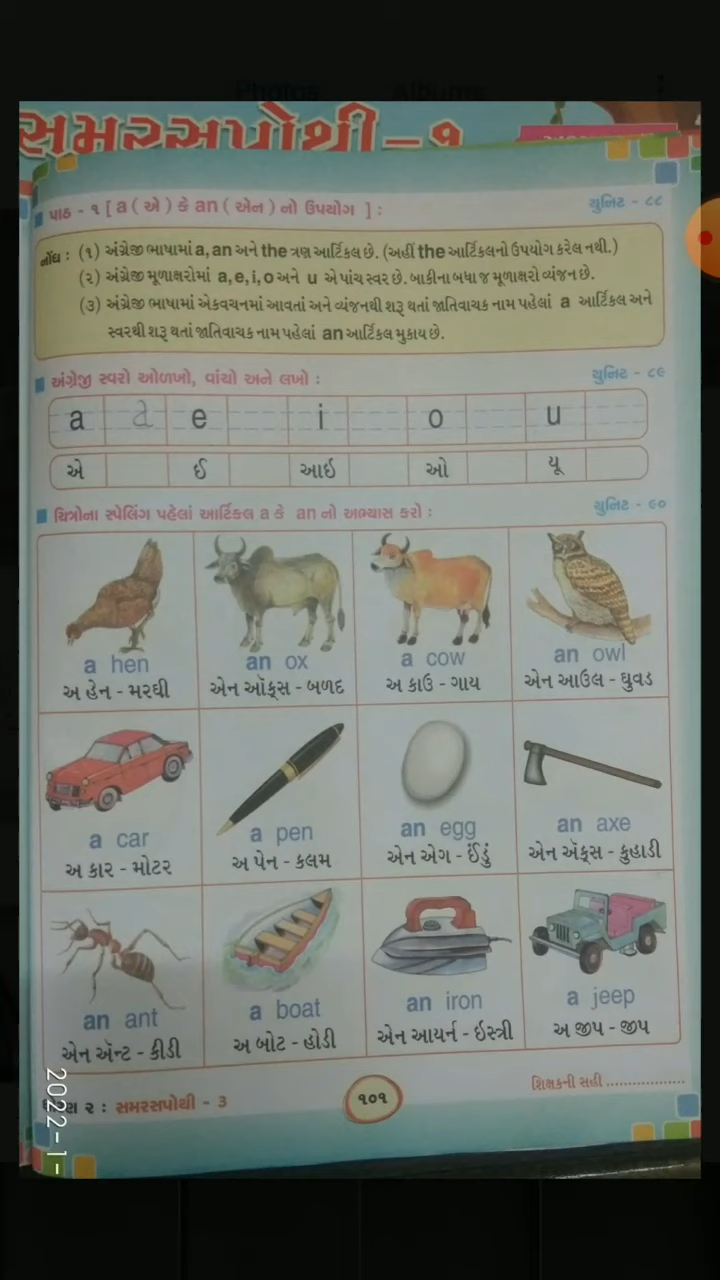 સમરસપોથી-૧
પાઠ - ૧ [ a ( એ ) કે an ( એન ) નો ઉપયોગ ] :
યુનિટ - ૮૮
નોંધ : (૧) અંગ્રેજી ભાષામાં a, an અને the ત્રણ આર્ટિકલ છે. (અહીં the આર્ટિકલનો ઉપયોગ કરેલ નથી.)
(૨) અંગ્રેજી મૂળાક્ષરોમાં a, e, i, o અને u એ પાંચ સ્વર છે. બાકીના બધા જ મૂળાક્ષરો વ્યંજન છે.
(૩) અંગ્રેજી ભાષામાં એકવચનમાં આવતાં અને વ્યંજનથી શરૂ થતાં જાતિવાચક નામ પહેલાં a આર્ટિકલ અને
સ્વરથી શરૂ થતાં જાતિવાચક નામ પહેલાં an આર્ટિકલ મુકાય છે.
અંગ્રેજી સ્વરો ઓળખો, વાંચો અને લખો :
યુનિટ - ૮૯
a a e i o u
એ ઈ આઇ ઓ યૂ
ચિત્રોના સ્પેલિંગ પહેલાં આર્ટિકલ a કે an નો અભ્યાસ કરો :
યુનિટ - ૯૦
a hen
an ox
a cow
an owl
અ હેન - મરઘી
એન ઑક્સ - બળદ
અ કાઉ - ગાય
એન આઉલ - ઘુવડ
a car
a pen
an egg
an axe
અ કાર - મોટર
અ પેન - કલમ
એન એગ - ઈંડું
એન ઍક્સ - કુહાડી
an ant
a boat
an iron
a jeep
એન ઍન્ટ - કીડી
અ બોટ - હોડી
એન આયર્ન - ઇસ્ત્રી
અ જીપ - જીપ
શિક્ષકની સહી ..................
૨ : સમરસપોથી - ૩
૧૦૧
2022-1-